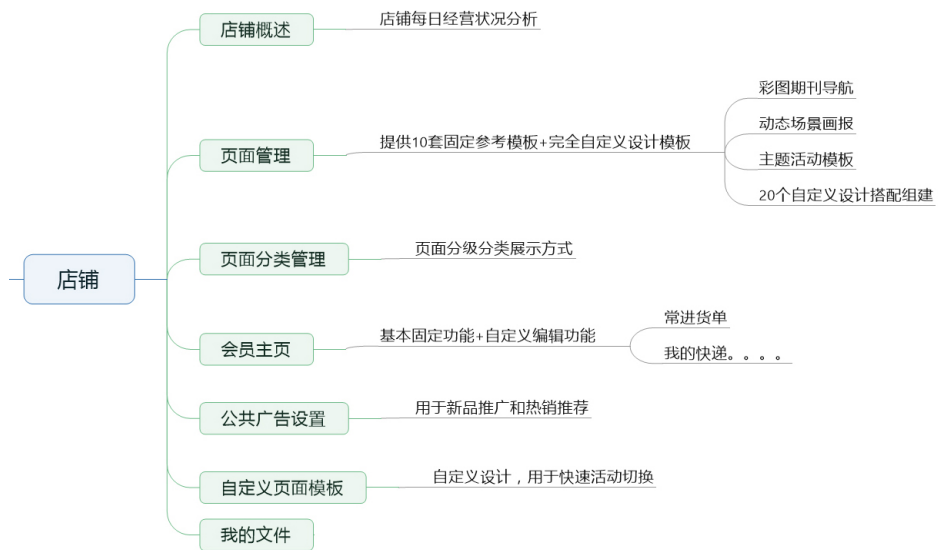 店铺
店铺概述
店铺每日经营状况分析
页面管理
提供10套固定参考模板+完全自定义设计模板
彩图期刊导航
动态场景画报
主题活动模板
20个自定义设计搭配组建
页面分类管理
页面分级分类展示方式
会员主页
基本固定功能+自定义编辑功能
常进货单
我的快递。。。。
公共广告设置
用于新品推广和热销推荐
自定义页面模板
自定义设计，用于快速活动切换
我的文件